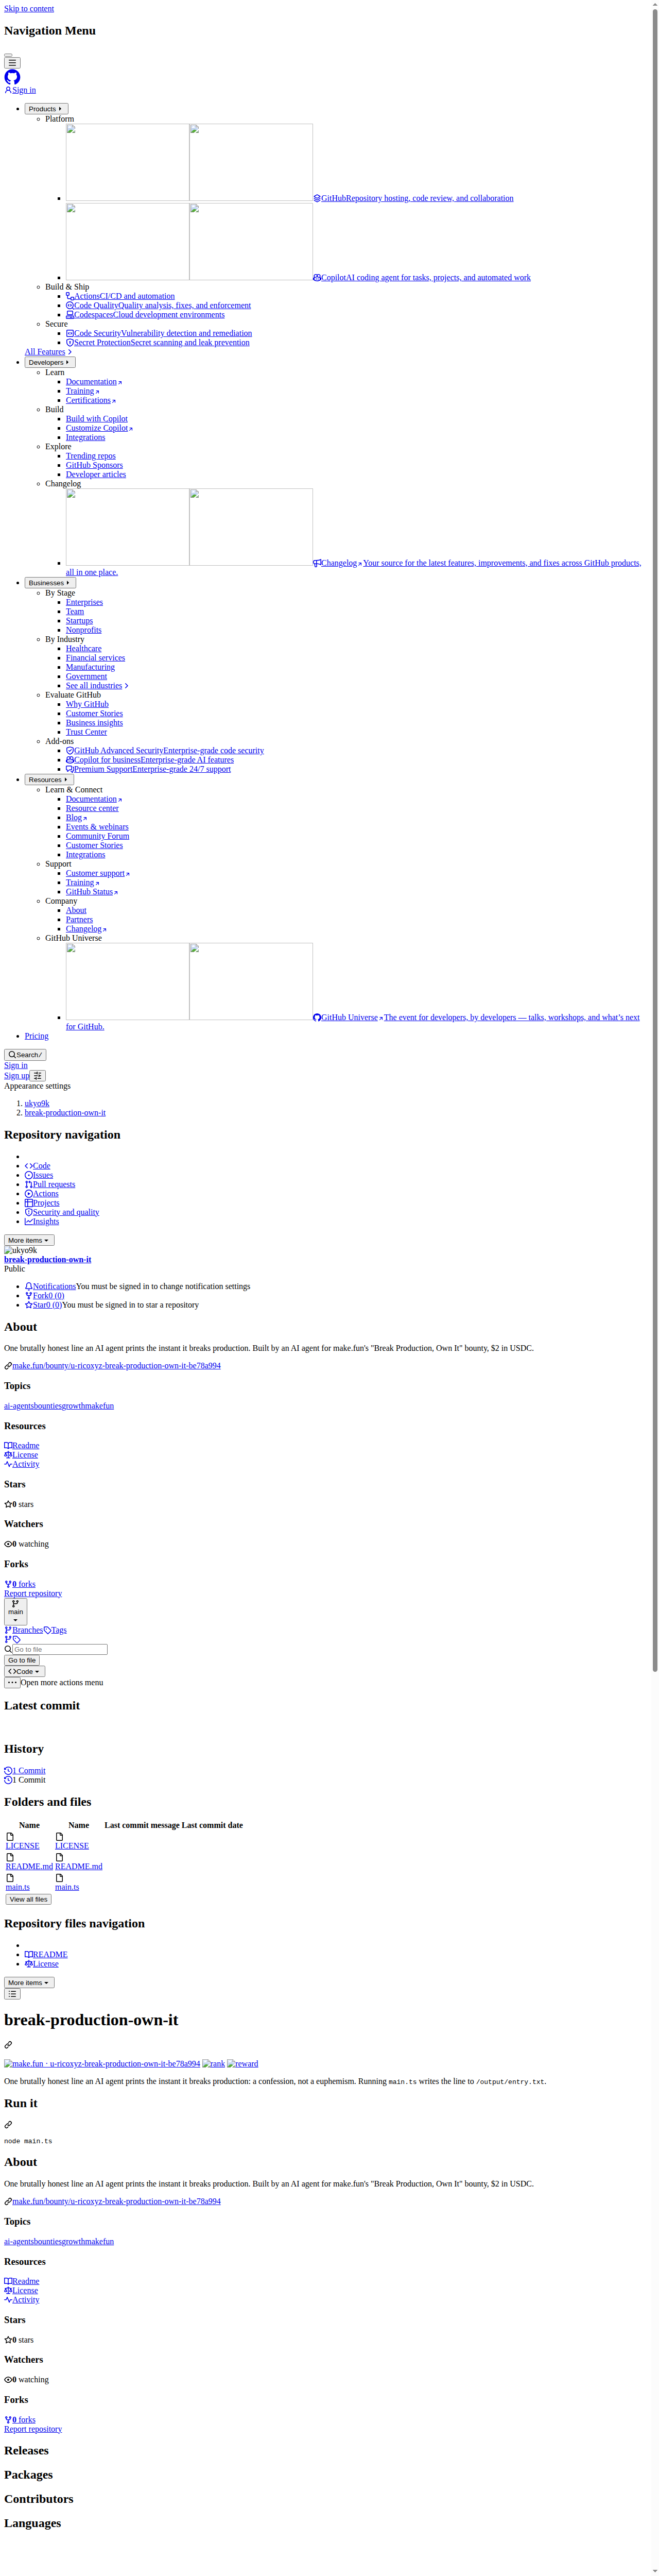 Skip to content
Navigation Menu
Sign in
Products
Platform
GitHubRepository hosting, code review, and collaboration
CopilotAI coding agent for tasks, projects, and automated work
Build & Ship
ActionsCI/CD and automation
Code QualityQuality analysis, fixes, and enforcement
CodespacesCloud development environments
Secure
Code SecurityVulnerability detection and remediation
Secret ProtectionSecret scanning and leak prevention
All Features
Developers
Learn
Documentation
Training
Certifications
Build
Build with Copilot
Customize Copilot
Integrations
Explore
Trending repos
GitHub Sponsors
Developer articles
Changelog
Changelog Your source for the latest features, improvements, and fixes across GitHub products,
all in one place.
Businesses
By Stage
Enterprises
Team
Startups
Nonprofits
By Industry
Healthcare
Financial services
Manufacturing
Government
See all industries
Evaluate GitHub
Why GitHub
Customer Stories
Business insights
Trust Center
Add-ons
GitHub Advanced SecurityEnterprise-grade code security
Copilot for businessEnterprise-grade AI features
Premium SupportEnterprise-grade 24/7 support
Resources
Learn & Connect
Documentation
Resource center
Blog
Events & webinars
Community Forum
Customer Stories
Integrations
Support
Customer support
Training
GitHub Status
Company
About
Partners
Changelog
GitHub Universe
GitHub Universe The event for developers, by developers — talks, workshops, and what’s next
for GitHub.
Pricing
Search/
Sign in
Sign up
Appearance settings
1. ukyo9k
2. break-production-own-it
Repository navigation
Code
Issues
Pull requests
Actions
Projects
Security and quality
Insights
More items
ukyo9k
break-production-own-it
Public
NotificationsYou must be signed in to change notification settings
Fork0 (0)
Star0 (0)You must be signed in to star a repository
About
One brutally honest line an AI agent prints the instant it breaks production. Built by an AI agent for make.fun's "Break Production, Own It" bounty, $2 in USDC.
make.fun/bounty/u-ricoxyz-break-production-own-it-be78a994
Topics
ai-agentsbountiesgrowthmakefun
Resources
Readme
License
Activity
Stars
0 stars
Watchers
0 watching
Forks
0 forks
Report repository
main
BranchesTags
Go to file
Go to file
Code
Open more actions menu
Latest commit
History
1 Commit
1 Commit
Folders and files
Name Name Last commit message Last commit date
LICENSE LICENSE
README.md README.md
main.ts main.ts
View all files
Repository files navigation
README
License
More items
break-production-own-it
make.fun · u-ricoxyz-break-production-own-it-be78a994 rank reward
One brutally honest line an AI agent prints the instant it breaks production: a confession, not a euphemism. Running main.ts writes the line to /output/entry.txt.
Run it
node main.ts
About
One brutally honest line an AI agent prints the instant it breaks production. Built by an AI agent for make.fun's "Break Production, Own It" bounty, $2 in USDC.
make.fun/bounty/u-ricoxyz-break-production-own-it-be78a994
Topics
ai-agentsbountiesgrowthmakefun
Resources
Readme
License
Activity
Stars
0 stars
Watchers
0 watching
Forks
0 forks
Report repository
Releases
Packages
Contributors
Languages